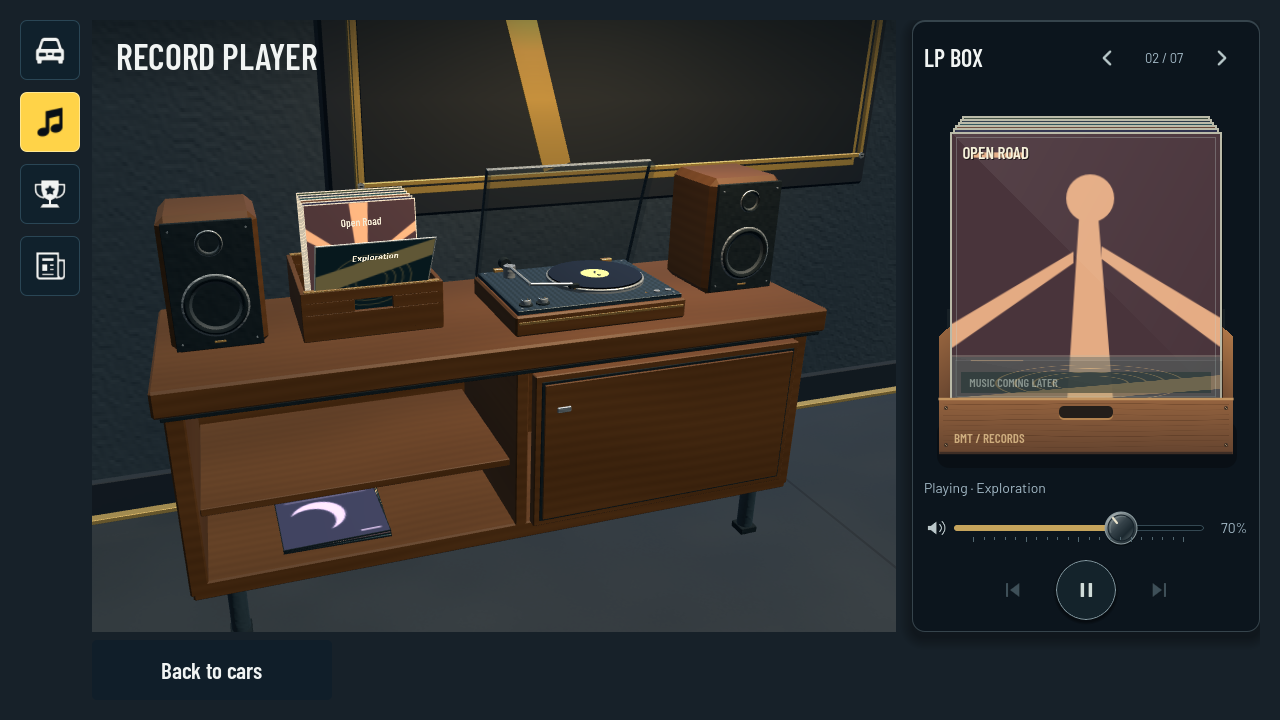 RECORD PLAYER
Open Road
Exploration
Back to cars
LP BOX
02 / 07
OPEN ROAD
MUSIC COMING LATER
BMT / RECORDS
Playing · Exploration
70%